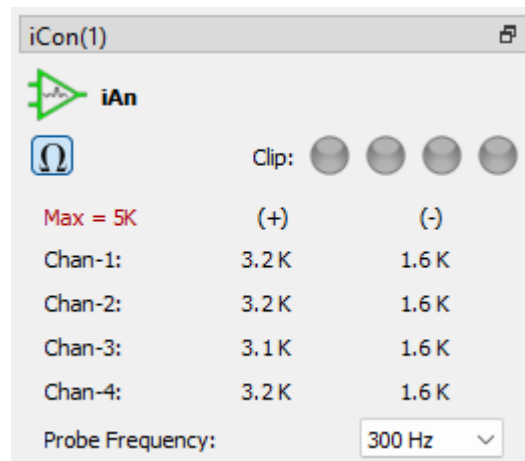 iCon(1)
iAn
Ω Clip:
Max = 5K (+) (-)
Chan-1: 3.2 K 1.6 K
Chan-2: 3.2 K 1.6 K
Chan-3: 3.1 K 1.6 K
Chan-4: 3.2 K 1.6 K
Probe Frequency: 300 Hz